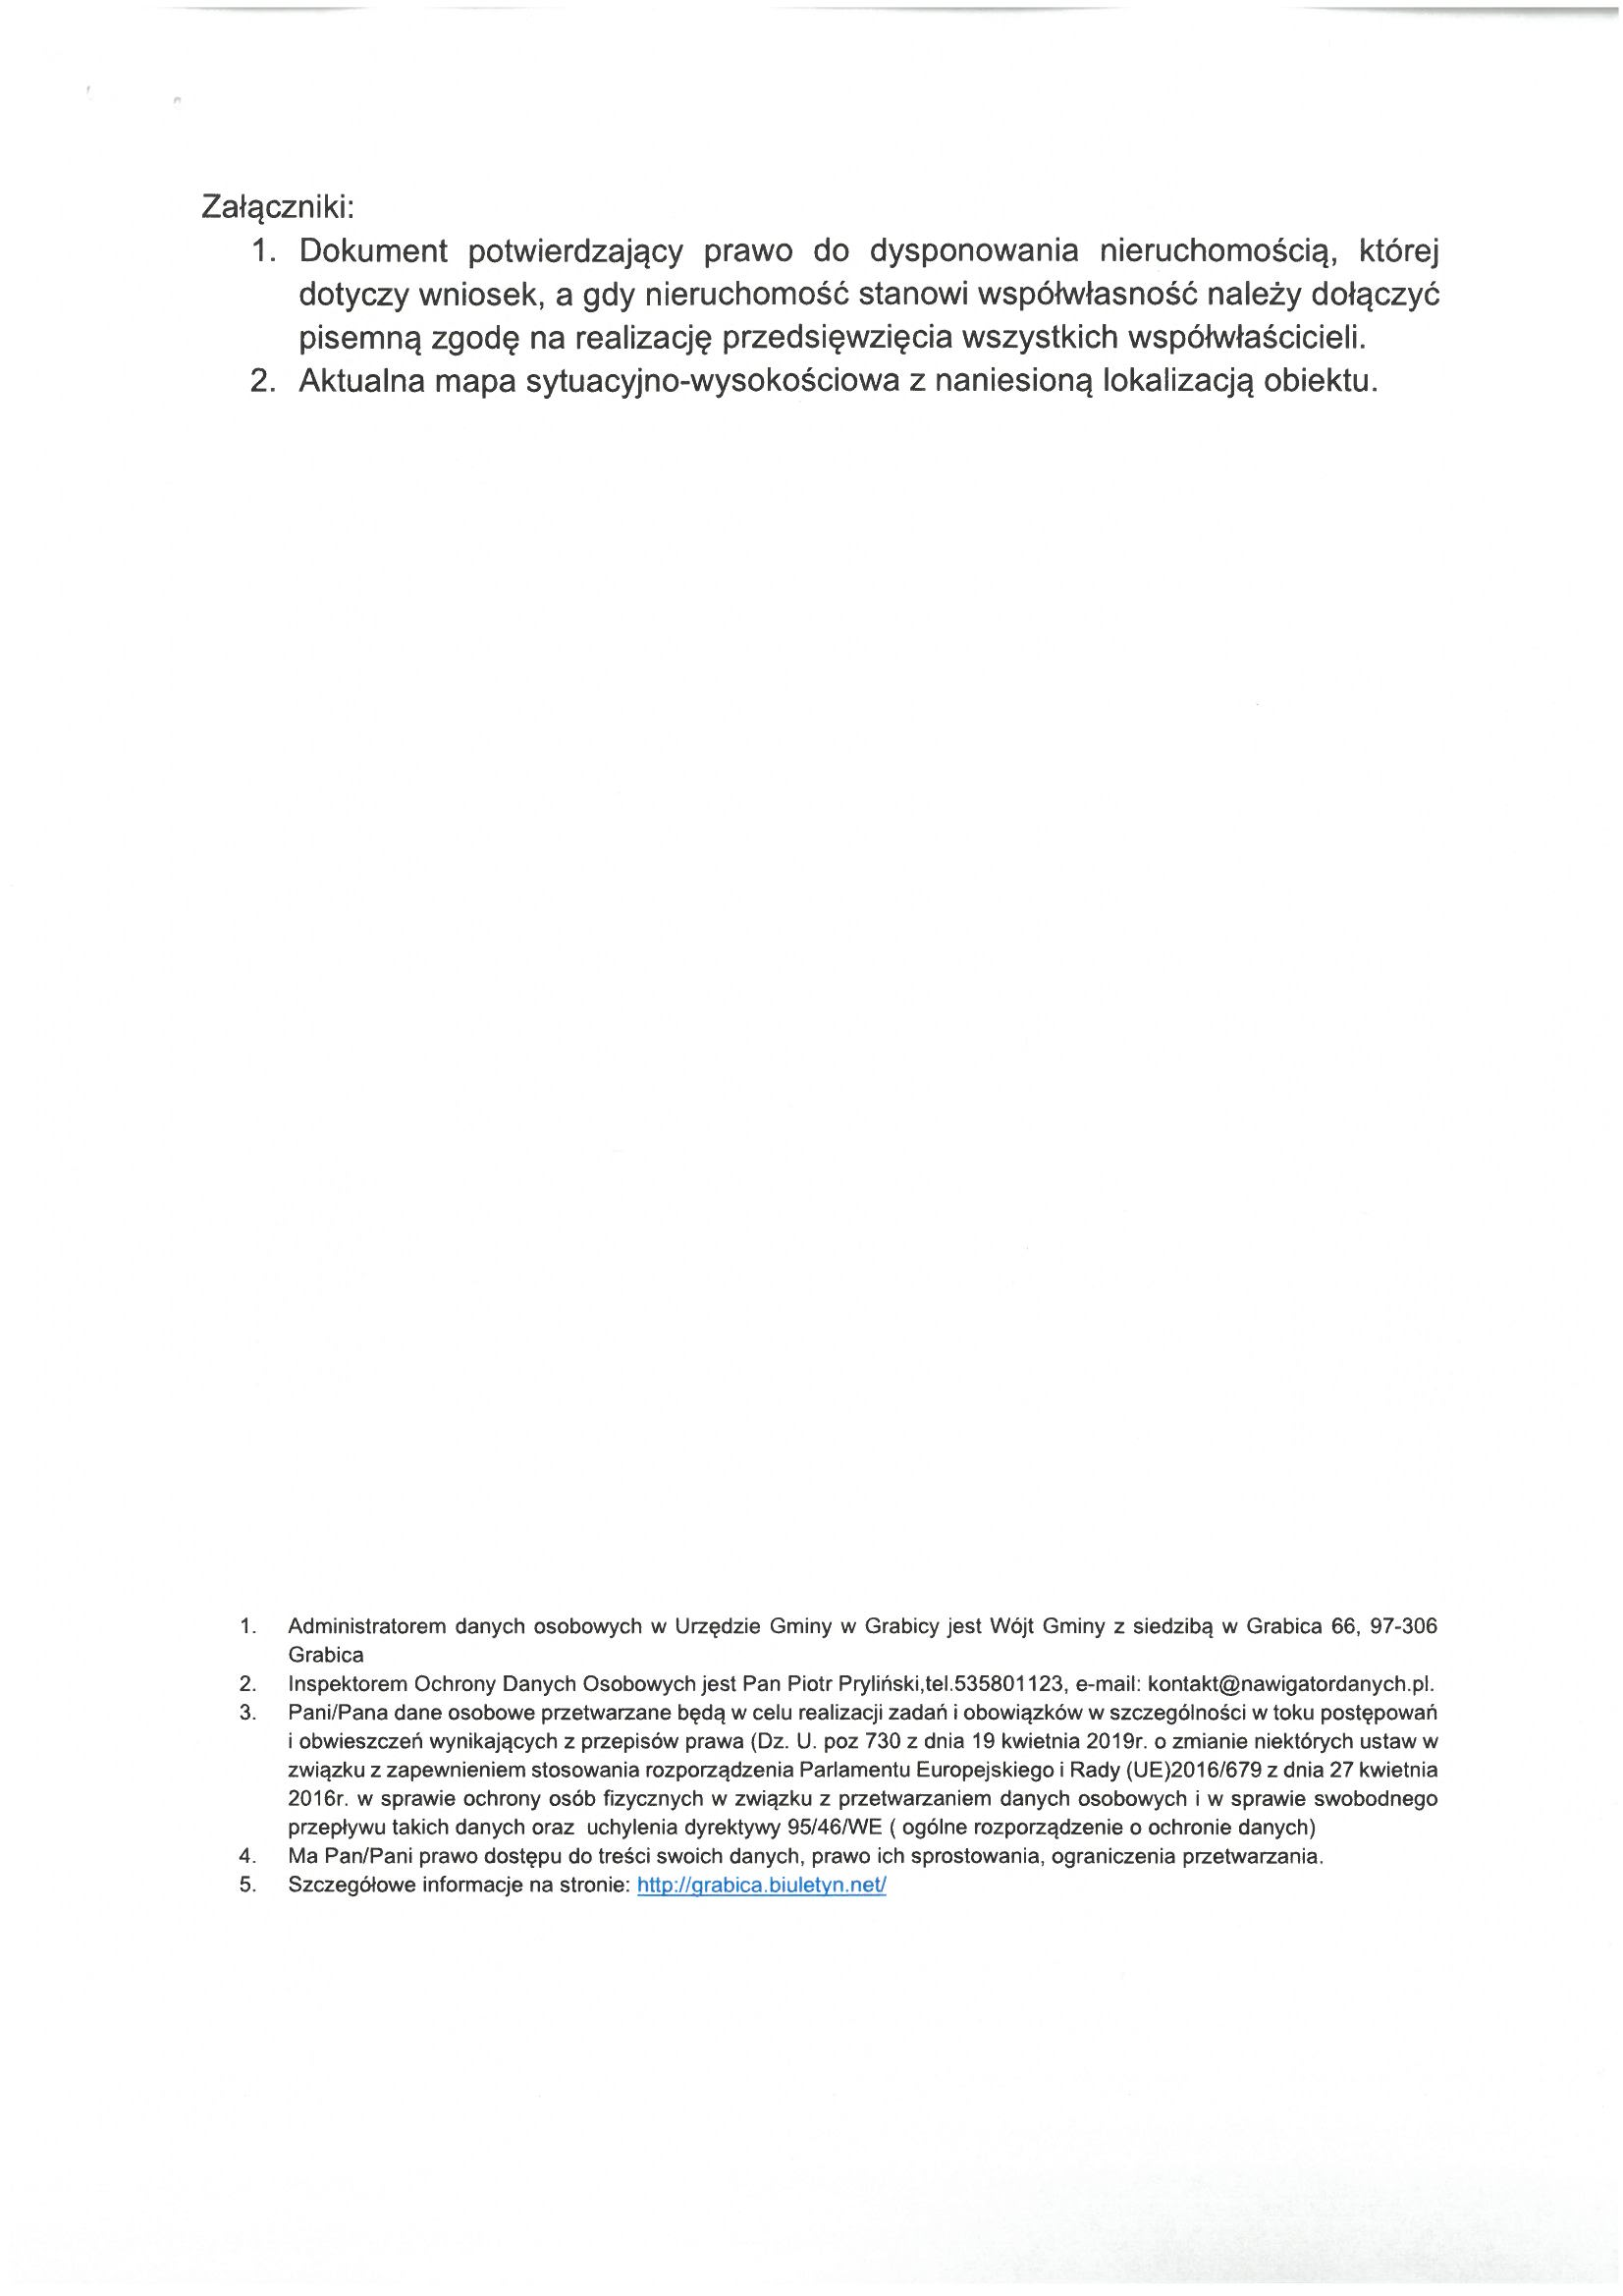 Załączniki:
1. Dokument potwierdzający prawo do dysponowania nieruchomością, której
dotyczy wniosek, a gdy nieruchomość stanowi współwłasność należy dołączyć
pisemną zgodę na realizację przedsięwzięcia wszystkich współwłaścicieli.
2. Aktualna mapa sytuacyjno-wysokościowa z naniesioną lokalizacją obiektu.
1. Administratorem danych osobowych w Urzędzie Gminy w Grabicy jest Wójt Gminy z siedzibą w Grabica 66, 97-306
Grabica
2. Inspektorem Ochrony Danych Osobowych jest Pan Piotr Pryliński,tel.535801123, e-mail: kontakt@nawigatordanych.pl.
3. Pani/Pana dane osobowe przetwarzane będą w celu realizacji zadań i obowiązków w szczególności w toku postępowań
i obwieszczeń wynikających z przepisów prawa (Dz. U. poz 730 z dnia 19 kwietnia 2019r. o zmianie niektórych ustaw w
związku z zapewnieniem stosowania rozporządzenia Parlamentu Europejskiego i Rady (UE)2016/679 z dnia 27 kwietnia
2016r. w sprawie ochrony osób fizycznych w związku z przetwarzaniem danych osobowych i w sprawie swobodnego
przepływu takich danych oraz uchylenia dyrektywy 95/46/WE ( ogólne rozporządzenie o ochronie danych)
4. Ma Pan/Pani prawo dostępu do treści swoich danych, prawo ich sprostowania, ograniczenia przetwarzania.
5. Szczegółowe informacje na stronie: http://grabica.biuletyn.net/